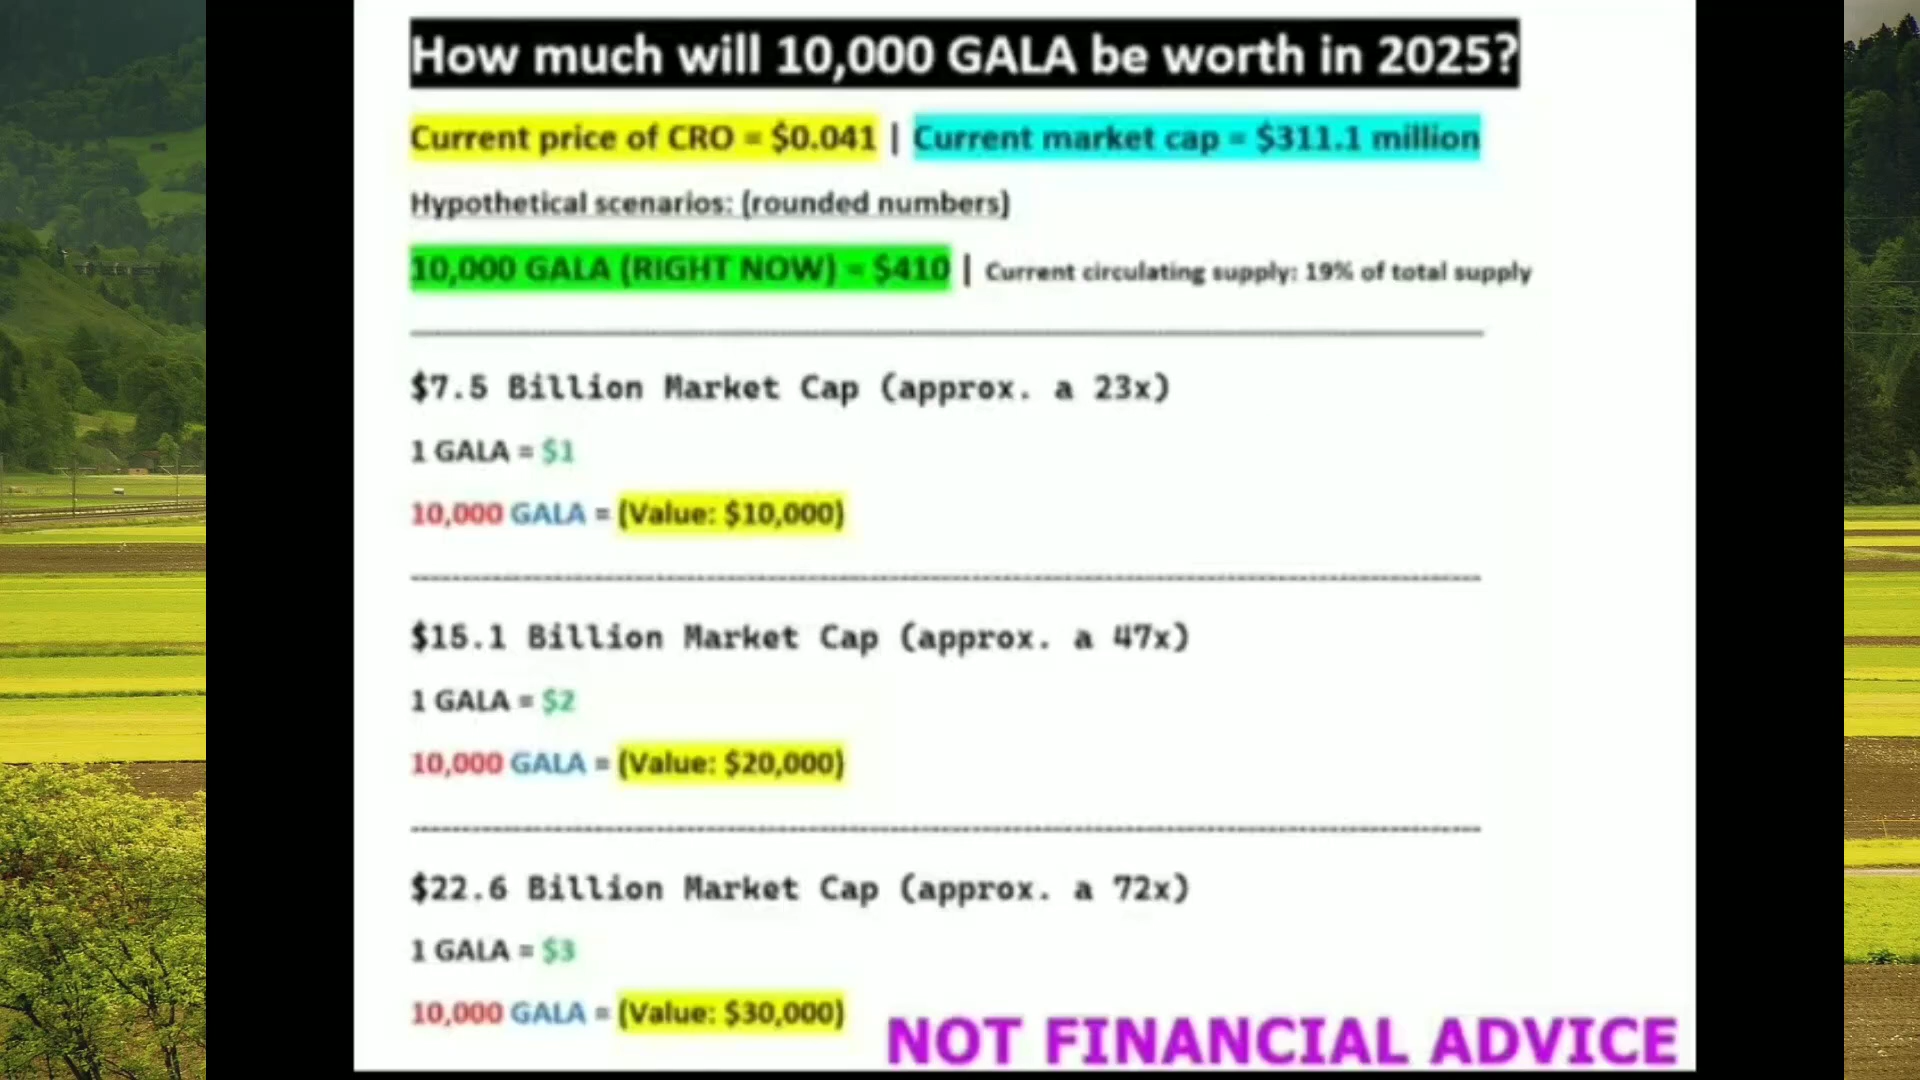 How much will 10,000 GALA be worth in 2025?
Current price of CRO = $0.041 | Current market cap = $311.1 million
Hypothetical scenarios: (rounded numbers)
10,000 GALA (RIGHT NOW) = $410 | Current circulating supply: 19% of total supply
$7.5 Billion Market Cap (approx. a 23x)
1 GALA = $1
10,000 GALA = (Value: $10,000)
$15.1 Billion Market Cap (approx. a 47x)
1 GALA = $2
10,000 GALA = (Value: $20,000)
$22.6 Billion Market Cap (approx. a 72x)
1 GALA = $3
10,000 GALA = (Value: $30,000)
NOT FINANCIAL ADVICE